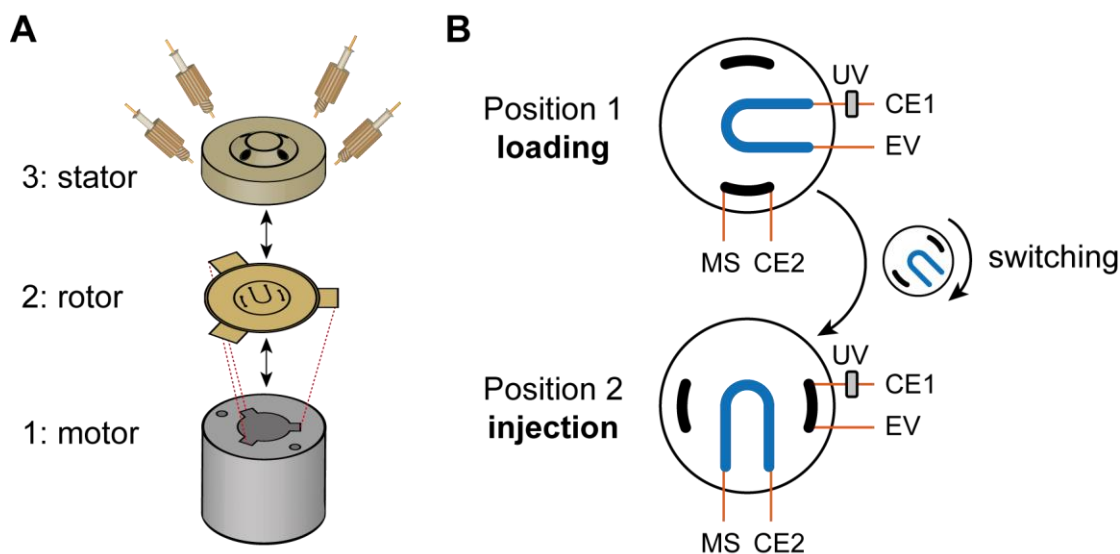 A
3: stator
2: rotor
1: motor
B
Position 1
loading
UV
CE1
EV
MS CE2
switching
Position 2
injection
UV
CE1
EV
MS CE2